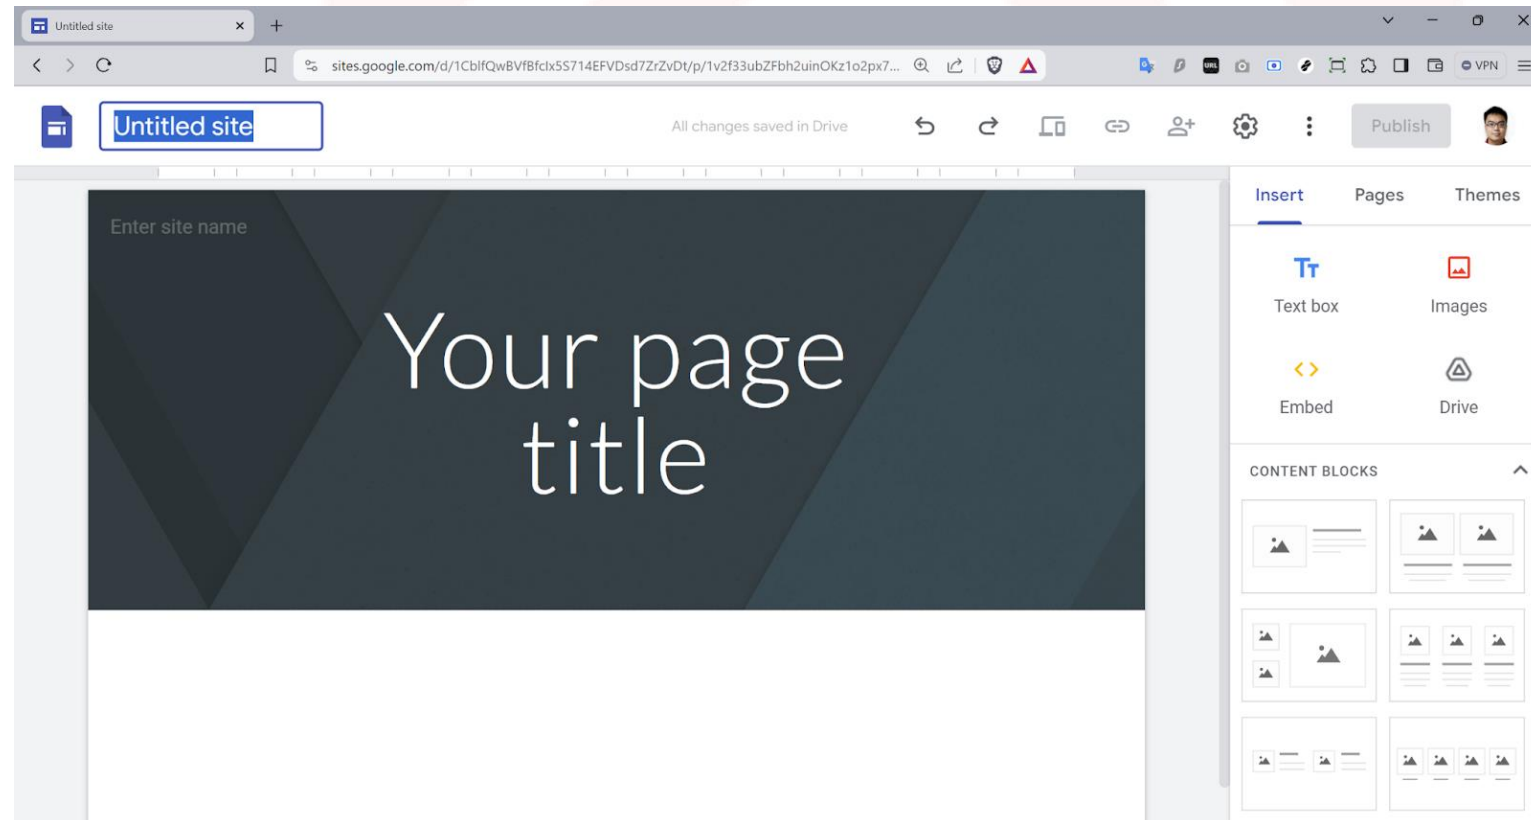 Untitled site
sites.google.com/d/1CblfQwBVfBfclx5S714EFVDsd7ZrZvDt/p/1v2f33ubZFbh2uinOKz1o2px7...
VPN
Untitled site
All changes saved in Drive
Publish
Insert Pages Themes
Enter site name
Your page
title
Text box Images
Embed Drive
CONTENT BLOCKS